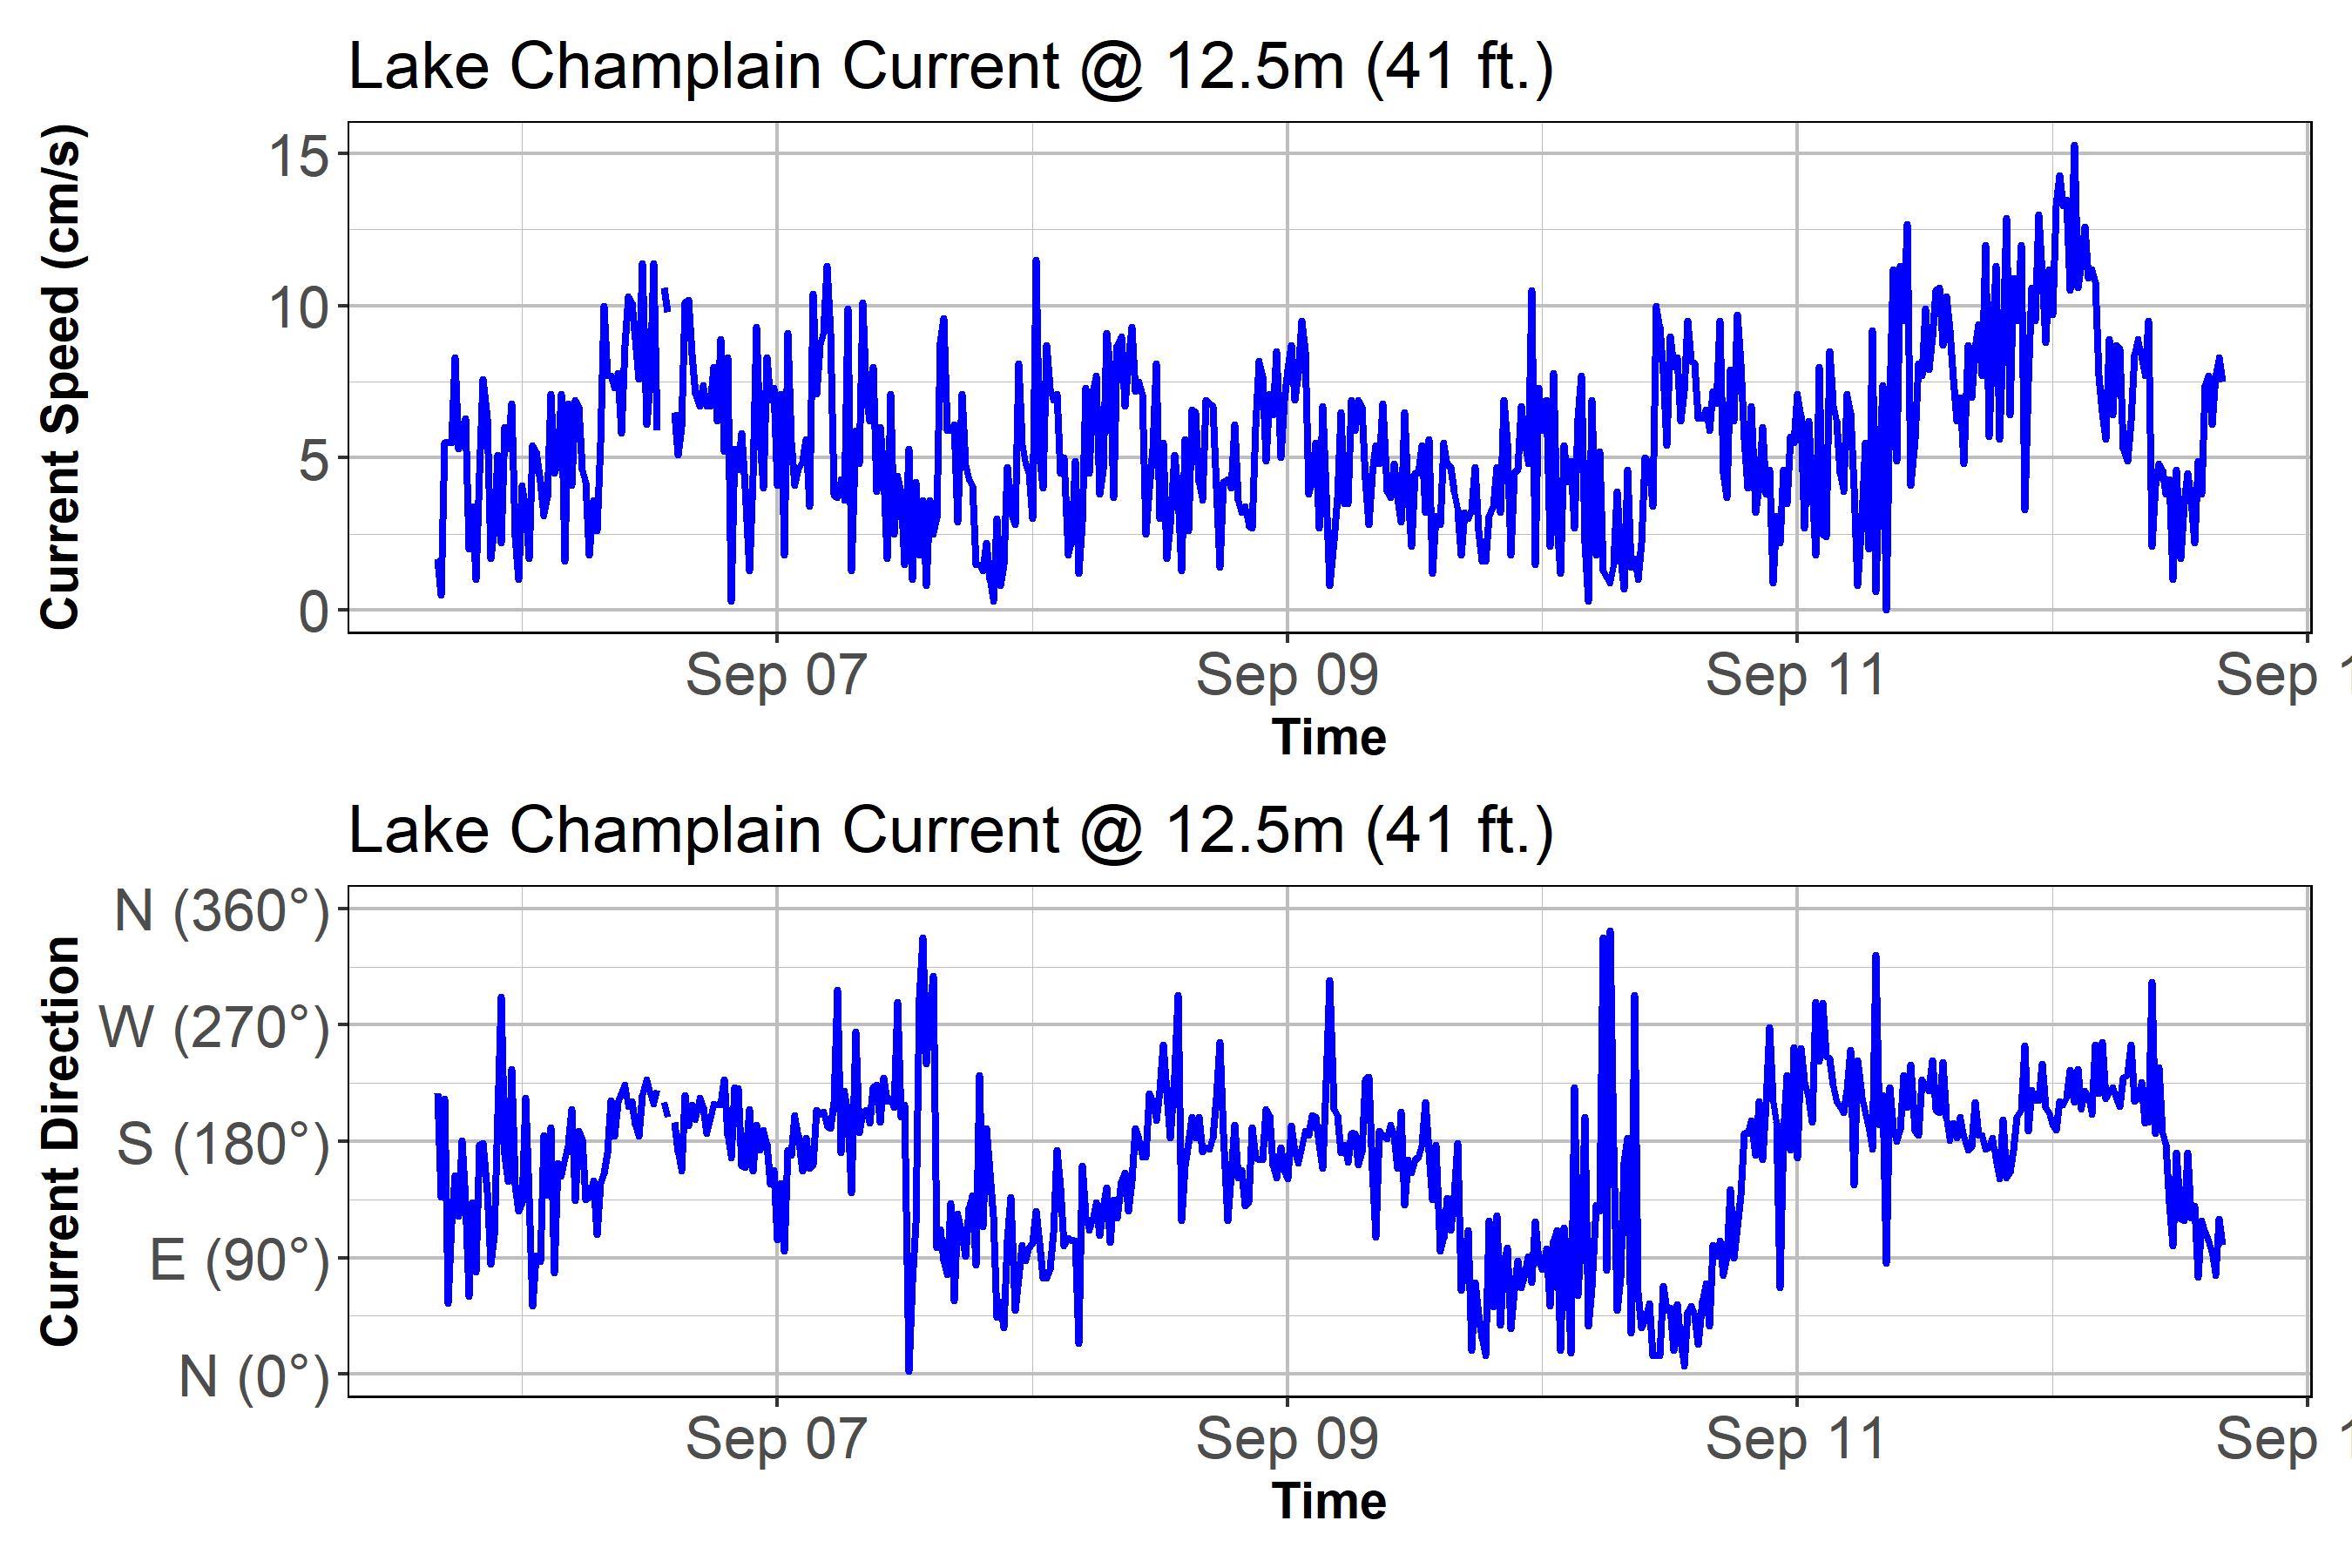 Lake Champlain Current @ 12.5m (41 ft.)
Current Speed (cm/s)
15
10
5
0
Sep 07 Sep 09 Sep 11 Sep 1
Time
Lake Champlain Current @ 12.5m (41 ft.)
Current Direction
N (360°)
W (270°)
S (180°)
E (90°)
N (0°)
Sep 07 Sep 09 Sep 11 Sep 1
Time